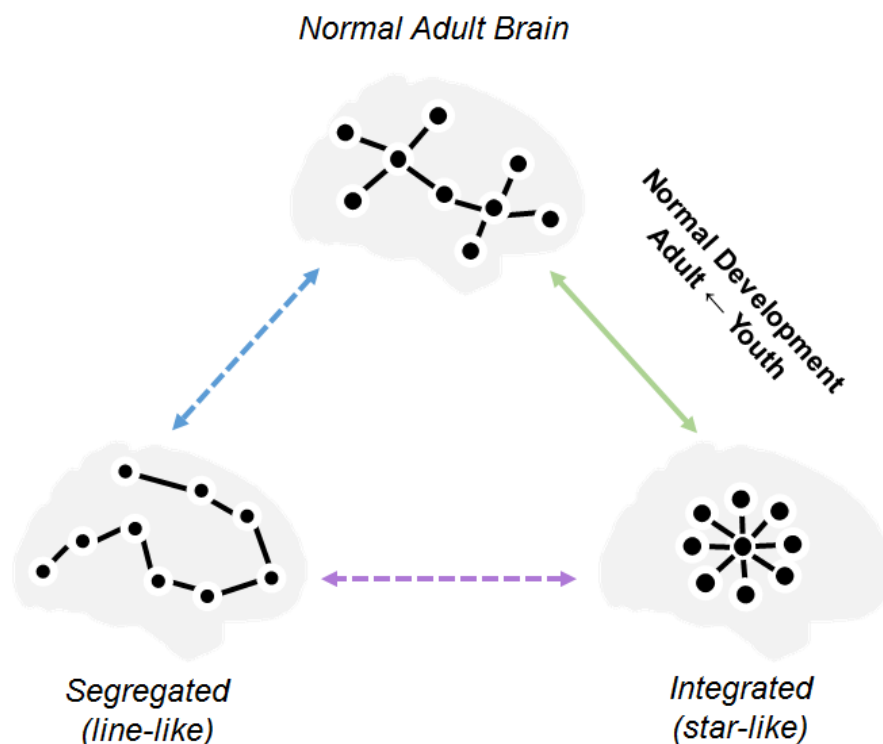 Normal Adult Brain
Normal Development
Adult ← Youth
Segregated
(line-like)
Integrated
(star-like)